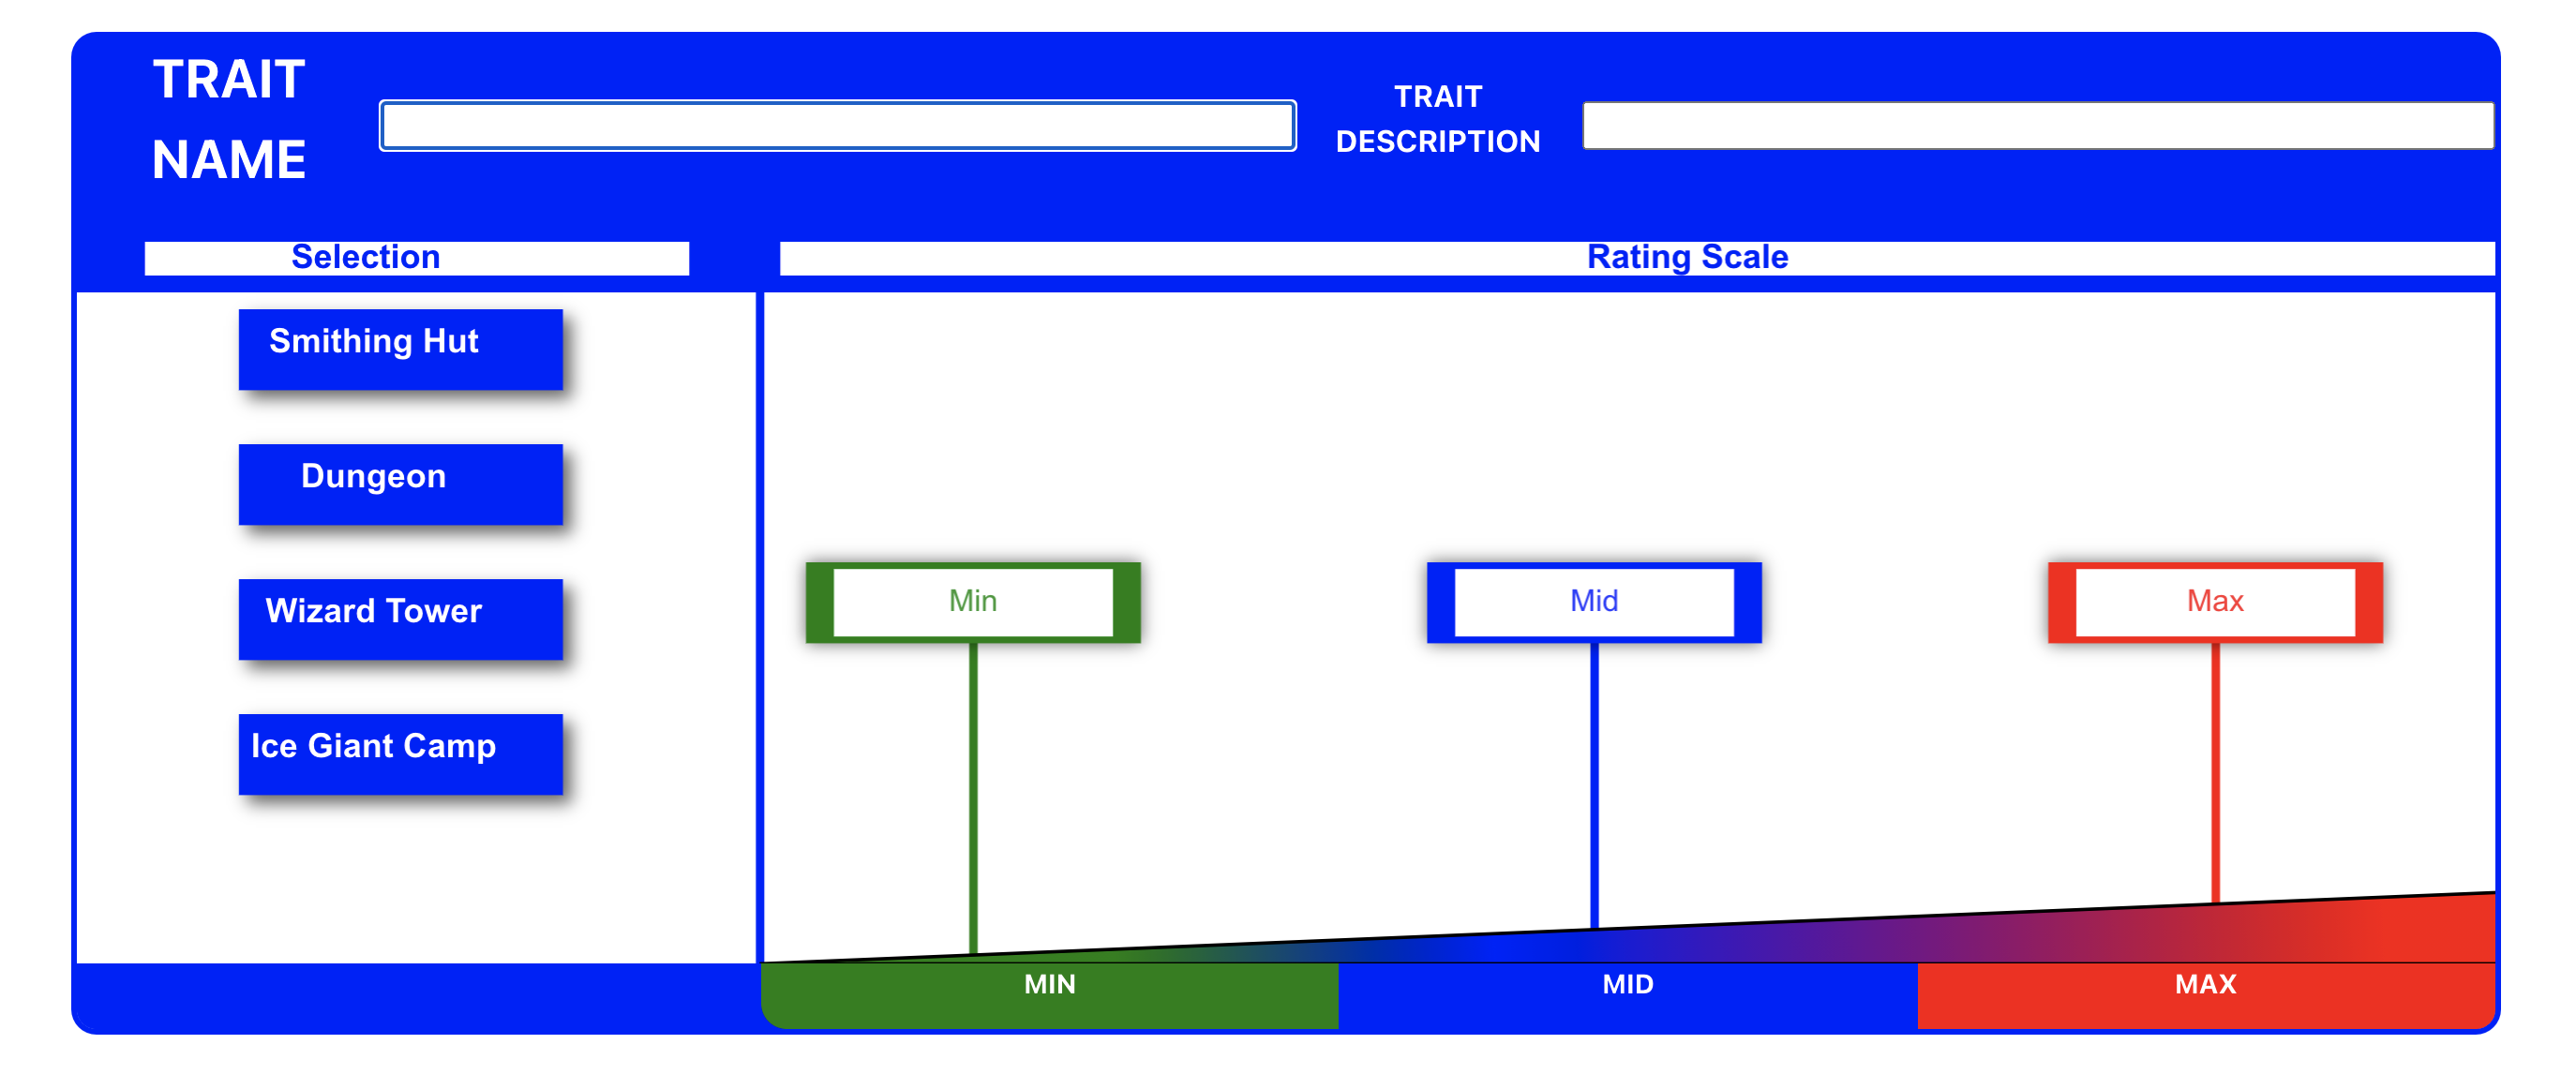 TRAIT
NAME
TRAIT
DESCRIPTION
Selection
Rating Scale
Smithing Hut
Dungeon
Wizard Tower
Ice Giant Camp
Min
Mid
Max
MIN
MID
MAX